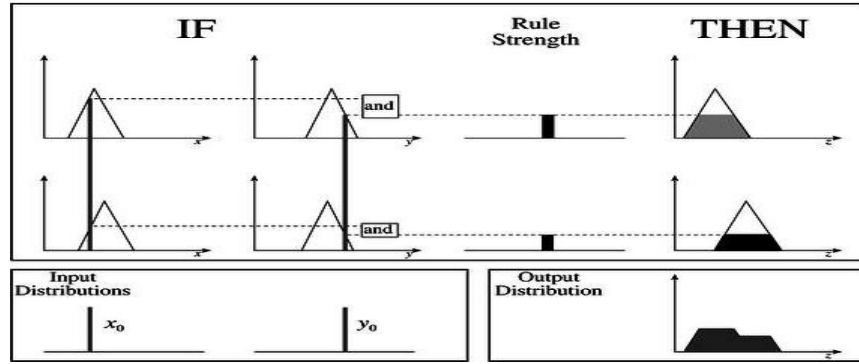 IF
Rule
Strength
THEN
and
x
y
z
and
x
y
z
Input
Distributions
x0
y0
Output
Distribution
z